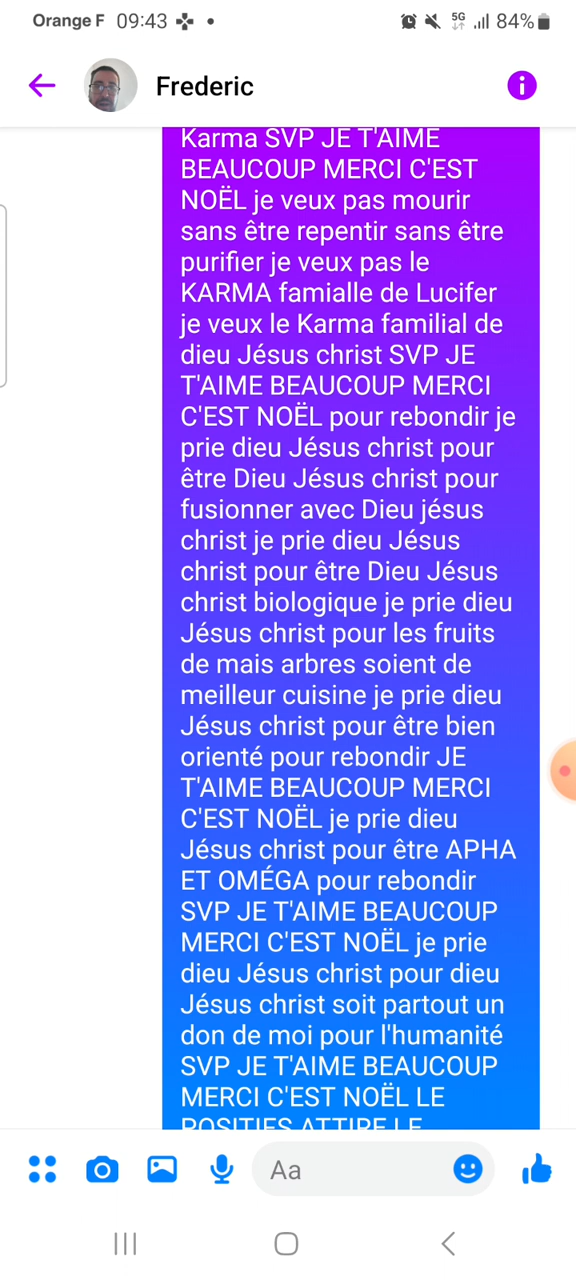 Orange F 09:43
5G
84%
Frederic
Karma SVP JE T'AIME
BEAUCOUP MERCI C'EST
NOËL je veux pas mourir
sans être repentir sans être
purifier je veux pas le
KARMA famialle de Lucifer
je veux le Karma familial de
dieu Jésus christ SVP JE
T'AIME BEAUCOUP MERCI
C'EST NOËL pour rebondir je
prie dieu Jésus christ pour
être Dieu Jésus christ pour
fusionner avec Dieu jésus
christ je prie dieu Jésus
christ pour être Dieu Jésus
christ biologique je prie dieu
Jésus christ pour les fruits
de mais arbres soient de
meilleur cuisine je prie dieu
Jésus christ pour être bien
orienté pour rebondir JE
T'AIME BEAUCOUP MERCI
C'EST NOËL je prie dieu
Jésus christ pour être APHA
ET OMÉGA pour rebondir
SVP JE T'AIME BEAUCOUP
MERCI C'EST NOËL je prie
dieu Jésus christ pour dieu
Jésus christ soit partout un
don de moi pour l'humanité
SVP JE T'AIME BEAUCOUP
MERCI C'EST NOËL LE
POSITIFS ATTIRE LE
Aa